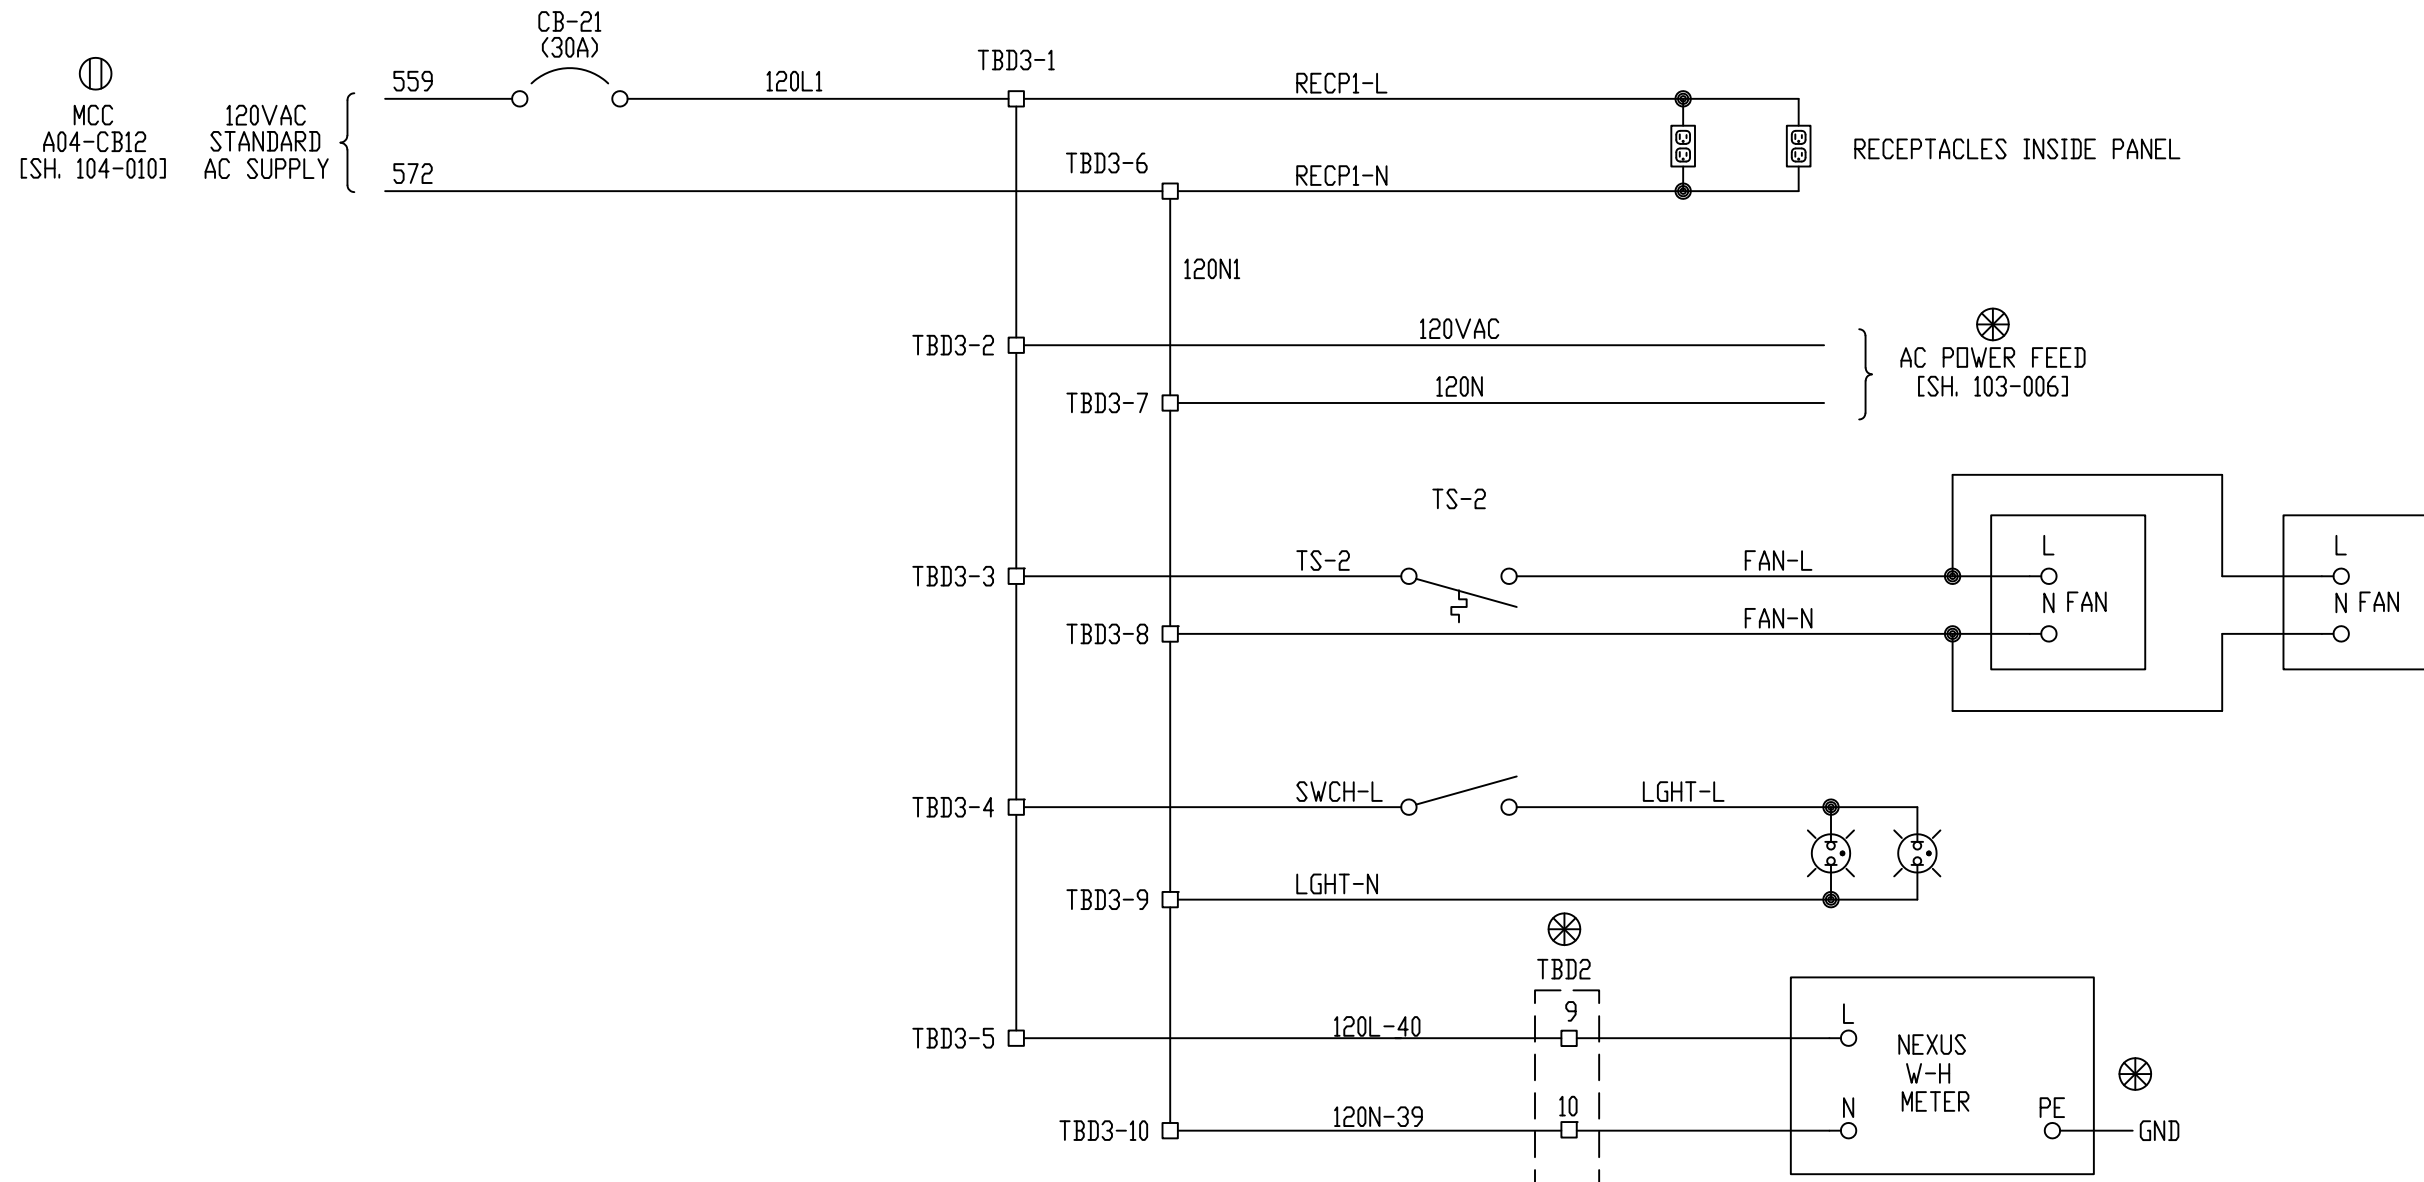 CB-21
(30A)
TBD3-1
559
120L1
RECP1-L
MCC
A04-CB12
[SH. 104-010]
120VAC
STANDARD
AC SUPPLY
RECEPTACLES INSIDE PANEL
572
TBD3-6
RECP1-N
120N1
TBD3-2
120VAC
AC POWER FEED
[SH. 103-006]
TBD3-7
120N
TS-2
TBD3-3
TS-2
FAN-L
L
N FAN
L
N FAN
TBD3-8
FAN-N
TBD3-4
SWCH-L
LGHT-L
TBD3-9
LGHT-N
TBD2
9
TBD3-5
120L-40
L
NEXUS
W-H
METER
10
TBD3-10
120N-39
N
PE
GND